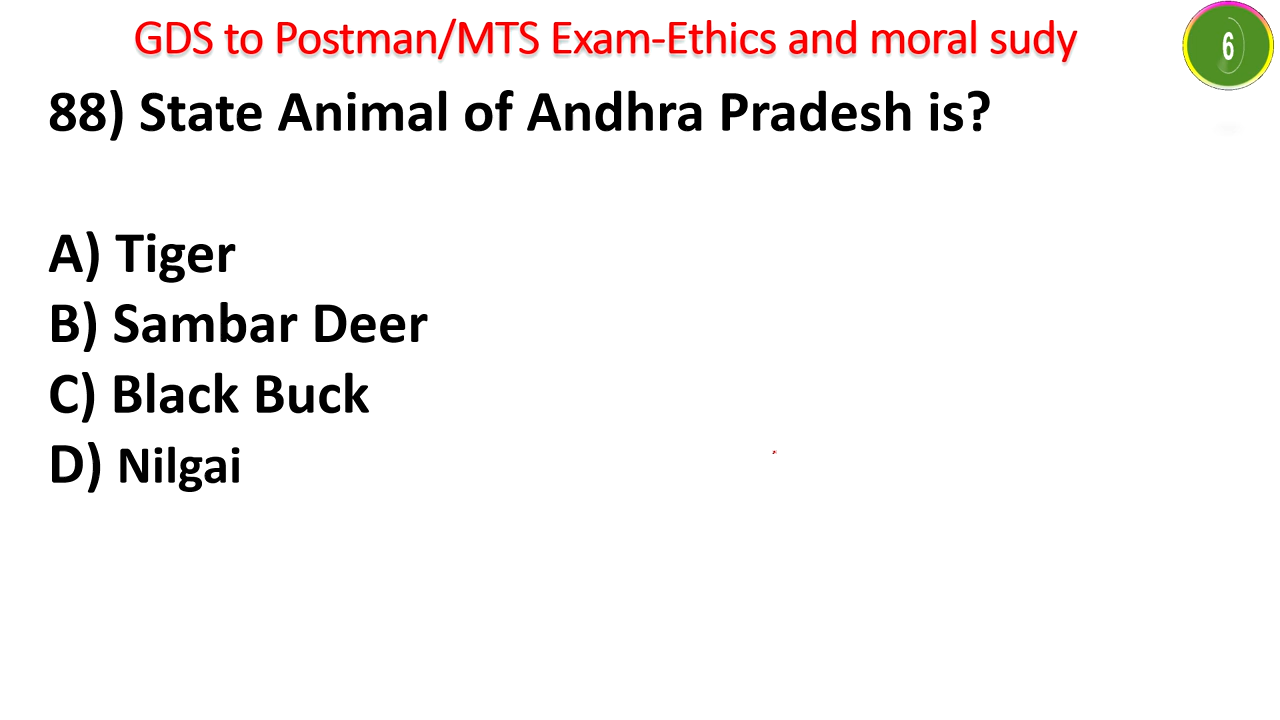 GDS to Postman/MTS Exam-Ethics and moral sudy
6
88) State Animal of Andhra Pradesh is?
A) Tiger
B) Sambar Deer
C) Black Buck
D) Nilgai